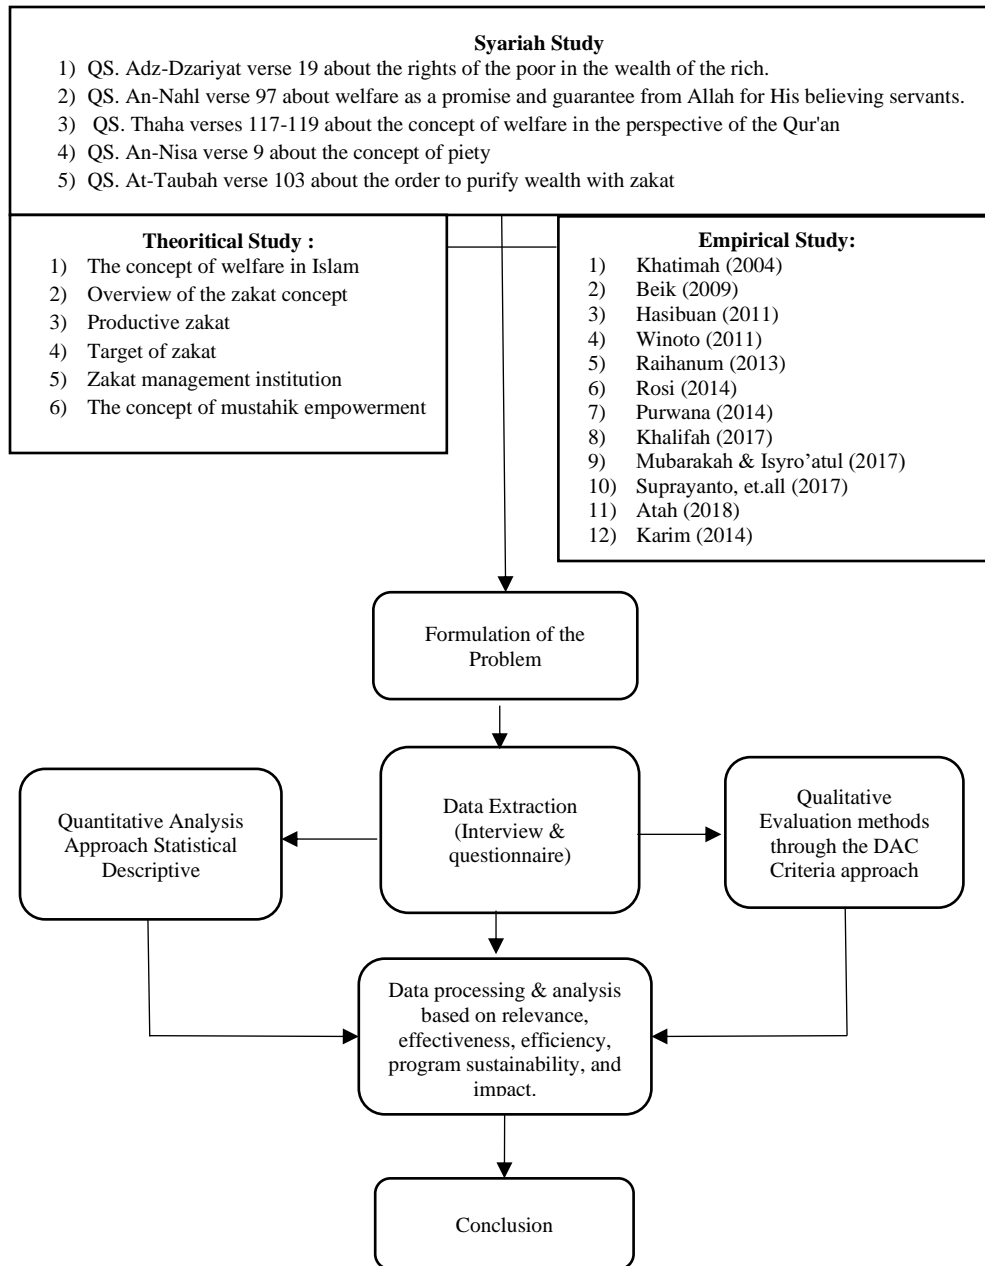 Syariah Study
1) QS. Adz-Dzariyat verse 19 about the rights of the poor in the wealth of the rich.
2) QS. An-Nahl verse 97 about welfare as a promise and guarantee from Allah for His believing servants.
3) QS. Thaha verses 117-119 about the concept of welfare in the perspective of the Qur'an
4) QS. An-Nisa verse 9 about the concept of piety
5) QS. At-Taubah verse 103 about the order to purify wealth with zakat
Theoritical Study :
1) The concept of welfare in Islam
2) Overview of the zakat concept
3) Productive zakat
4) Target of zakat
5) Zakat management institution
6) The concept of mustahik empowerment
Empirical Study:
1) Khatimah (2004)
2) Beik (2009)
3) Hasibuan (2011)
4) Winoto (2011)
5) Raihanum (2013)
6) Rosi (2014)
7) Purwana (2014)
8) Khalifah (2017)
9) Mubarakah & Isyro’atul (2017)
10) Suprayanto, et.all (2017)
11) Atah (2018)
12) Karim (2014)
Formulation of the
Problem
Quantitative Analysis
Approach Statistical
Descriptive
Data Extraction
(Interview &
questionnaire)
Qualitative
Evaluation methods
through the DAC
Criteria approach
Data processing & analysis
based on relevance,
effectiveness, efficiency,
program sustainability, and
impact.
Conclusion